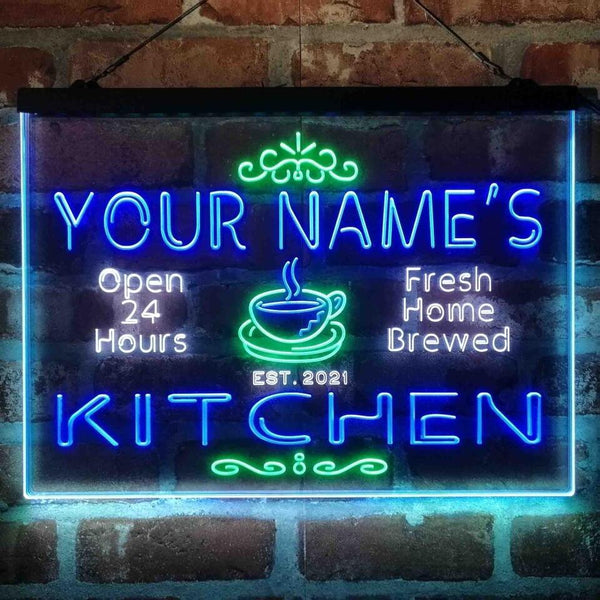 YOUR NAME'S
Open
24
Hours
Fresh
Home
Brewed
EST. 2021
KITCHEN